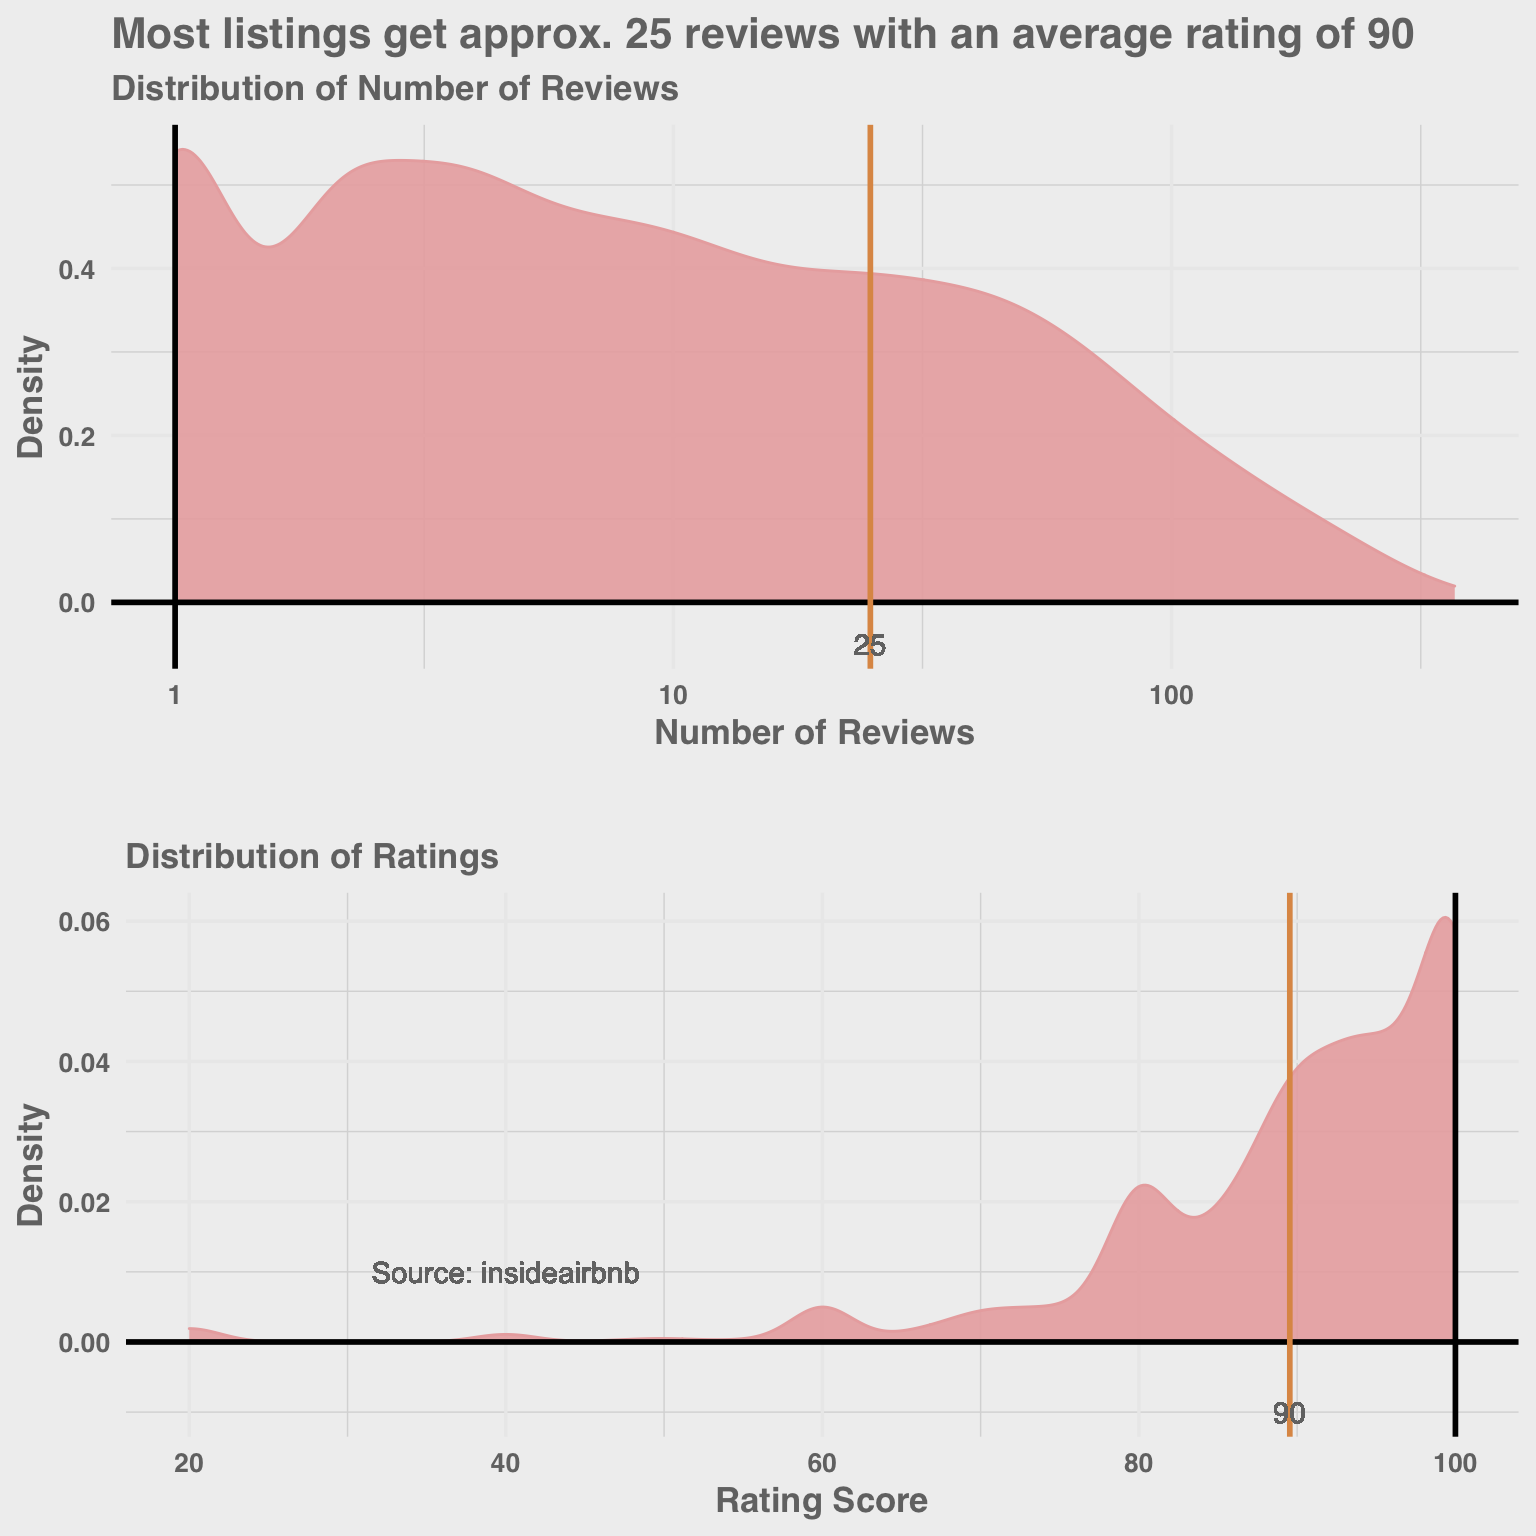 Most listings get approx. 25 reviews with an average rating of 90
Distribution of Number of Reviews
Density
0.4
0.2
0.0
25
1 10 100
Number of Reviews
Distribution of Ratings
Density
0.06
0.04
0.02
Source: insideairbnb
0.00
90
20 40 60 80 100
Rating Score